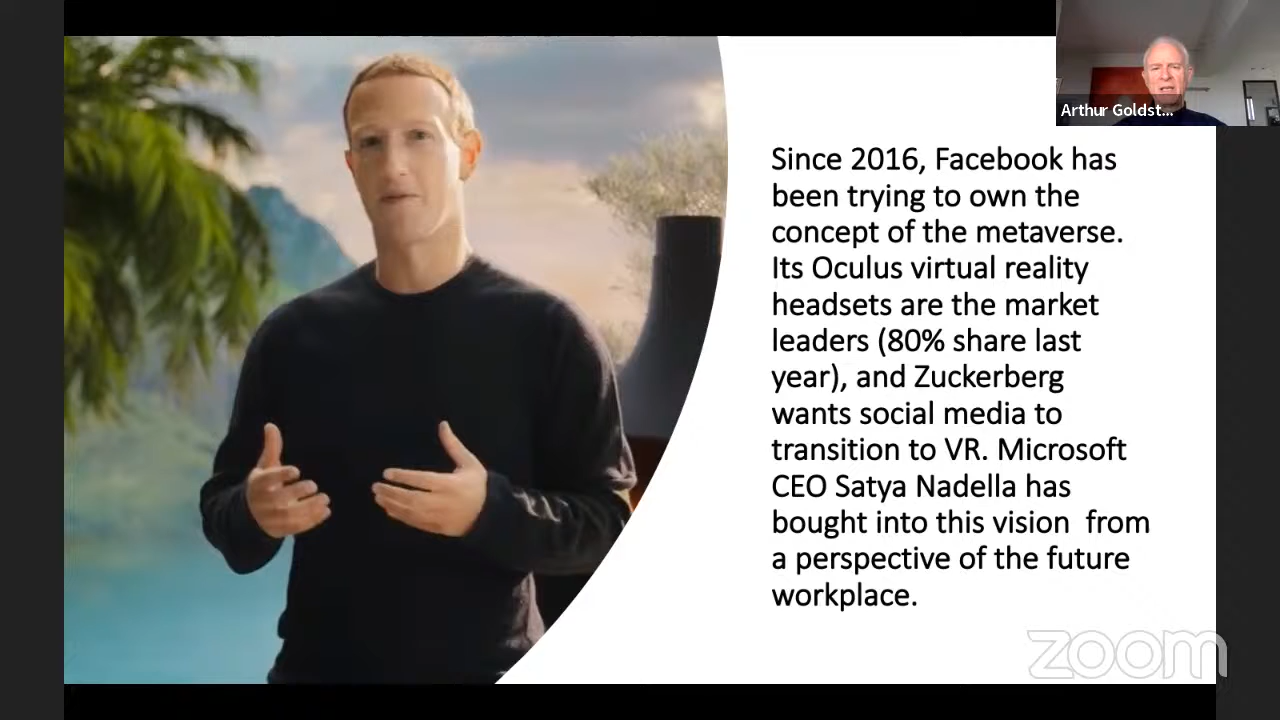 Arthur Goldst...
Since 2016, Facebook has
been trying to own the
concept of the metaverse.
Its Oculus virtual reality
headsets are the market
leaders (80% share last
year), and Zuckerberg
wants social media to
transition to VR. Microsoft
CEO Satya Nadella has
bought into this vision  from
a perspective of the future
workplace.
zoom